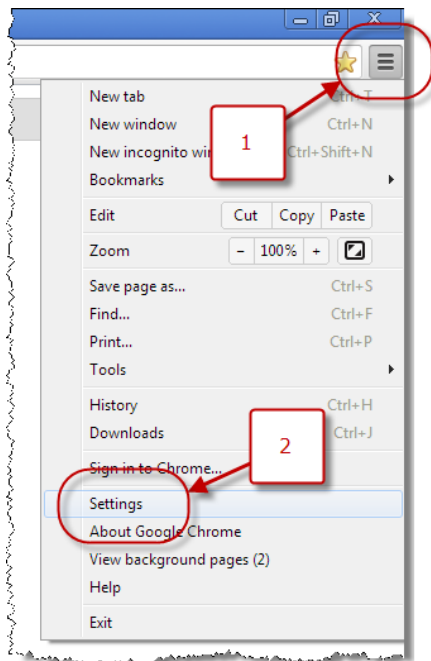 New tab Ctrl+T
New window Ctrl+N
1
New incognito wi Ctrl+Shift+N
Bookmarks
Edit Cut Copy Paste
Zoom - 100% +
Save page as... Ctrl+S
Find... Ctrl+F
Print... Ctrl+P
Tools
History Ctrl+H
Downloads Ctrl+J
2
Sign in to Chrome...
Settings
About Google Chrome
View background pages (2)
Help
Exit